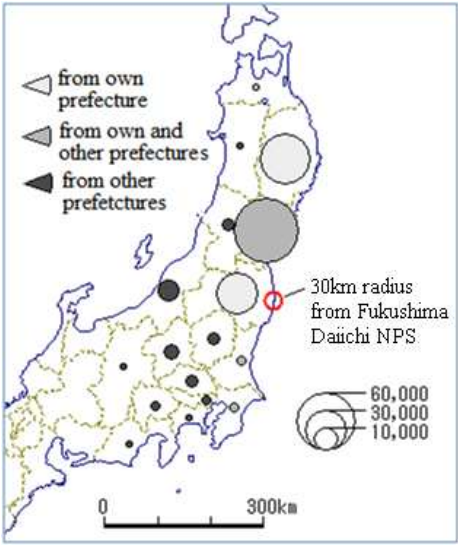 from own
prefecture
from own and
other prefectures
from other
prefetctures
30km radius
from Fukushima
Daiichi NPS
60,000
30,000
10,000
0 300km